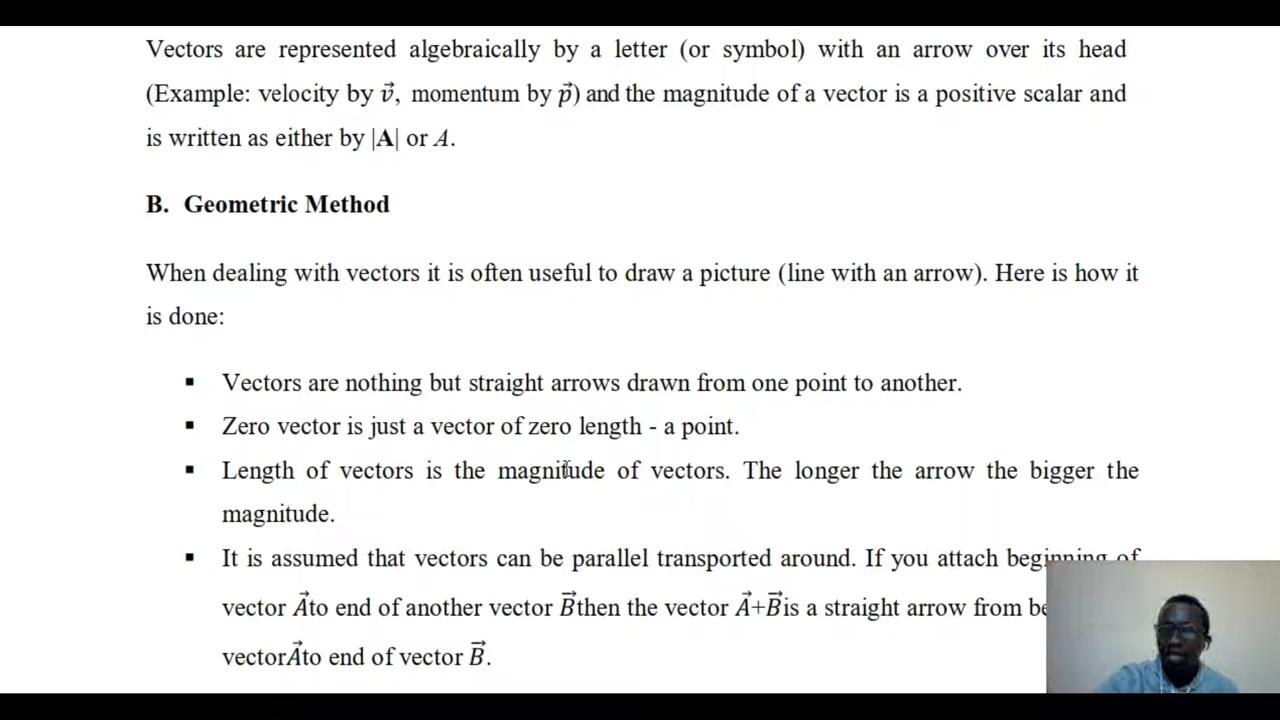 Vectors are represented algebraically by a letter (or symbol) with an arrow over its head
(Example: velocity by v⃗, momentum by p⃗) and the magnitude of a vector is a positive scalar and
is written as either by |A| or A.
B. Geometric Method
When dealing with vectors it is often useful to draw a picture (line with an arrow). Here is how it
is done:
▪ Vectors are nothing but straight arrows drawn from one point to another.
▪ Zero vector is just a vector of zero length - a point.
▪ Length of vectors is the magnitude of vectors. The longer the arrow the bigger the
magnitude.
▪ It is assumed that vectors can be parallel transported around. If you attach beginning of
vector A⃗to end of another vector B⃗then the vector A⃗+B⃗is a straight arrow from
vectorA⃗to end of vector B⃗.